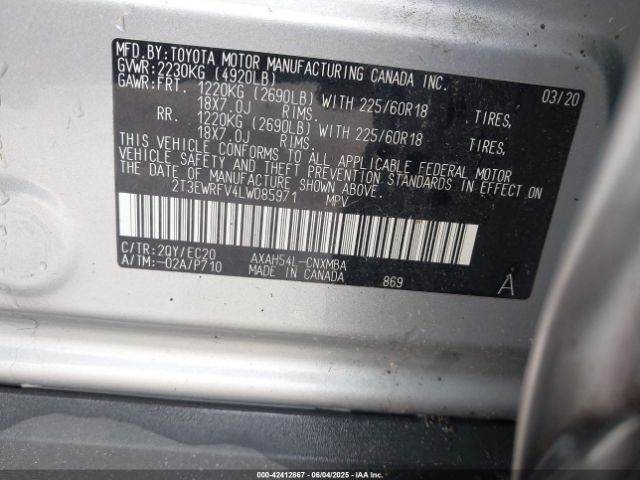 MFD.BY:TOYOTA MOTOR MANUFACTURING CANADA INC.
GVWR:2230KG (4920LB) 03/20
GAWR:FRT. 1220KG (2690LB) WITH 225/60R18 TIRES,
18X7.0J RIMS.
RR. 1220KG (2690LB) WITH 225/60R18 TIRES,
18X7.0J RIMS.
THIS VEHICLE CONFORMS TO ALL APPLICABLE FEDERAL MOTOR
VEHICLE SAFETY AND THEFT PREVENTION STANDARDS IN EFFECT ON
THE DATE OF MANUFACTURE SHOWN ABOVE.
2T3EWRFV4LW085971 MPV
C/TR:2QY/EC20 AXAH54L-CNXMBA
A/TM:-02A/P710 MADE IN CANADA 869 A
000-42412867 - 06/04/2025 - IAAI CANADA